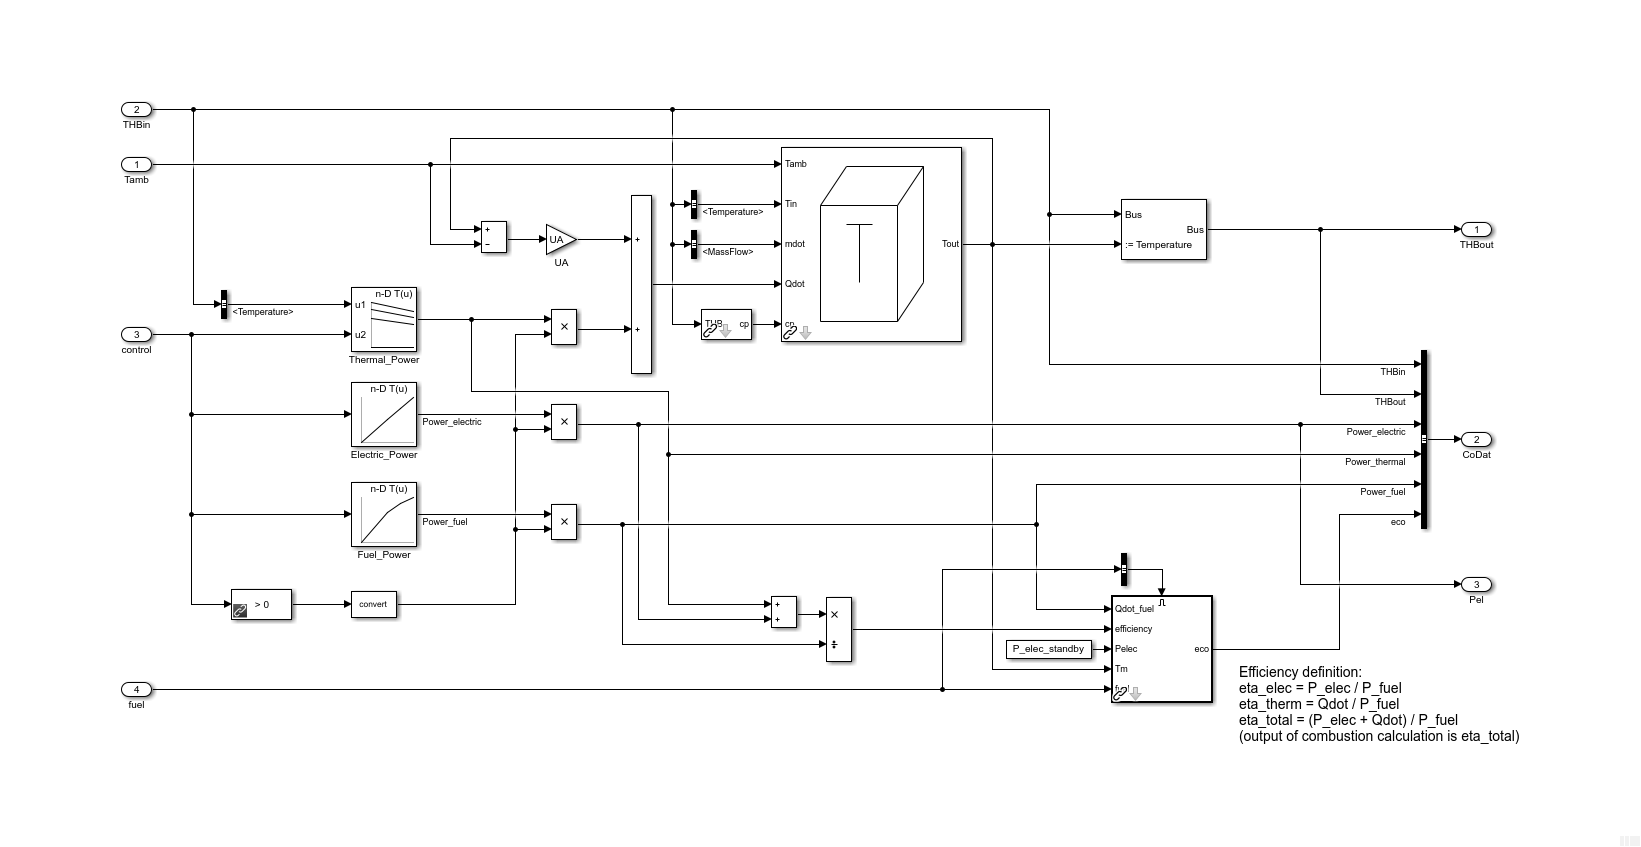 2
THBin
1
Tamb
3
control
4
fuel
<Temperature>
n-D T(u)
u1
u2
Thermal_Power
n-D T(u)
Power_electric
Electric_Power
n-D T(u)
Power_fuel
Fuel_Power
> 0
convert
+
−
UA
UA
×
×
×
+
+
<Temperature>
<MassFlow>
THB
cp
Tamb
Tin
mdot
Qdot
cp
T
Tout
Bus
:= Temperature
Bus
1
THBout
THBin
THBout
Power_electric
Power_thermal
Power_fuel
eco
2
CoDat
3
Pel
+
+
×
÷
P_elec_standby
Qdot_fuel
efficiency
Pelec
Tm
fuel
eco
Efficiency definition:
eta_elec = P_elec / P_fuel
eta_therm = Qdot / P_fuel
eta_total = (P_elec + Qdot) / P_fuel
(output of combustion calculation is eta_total)